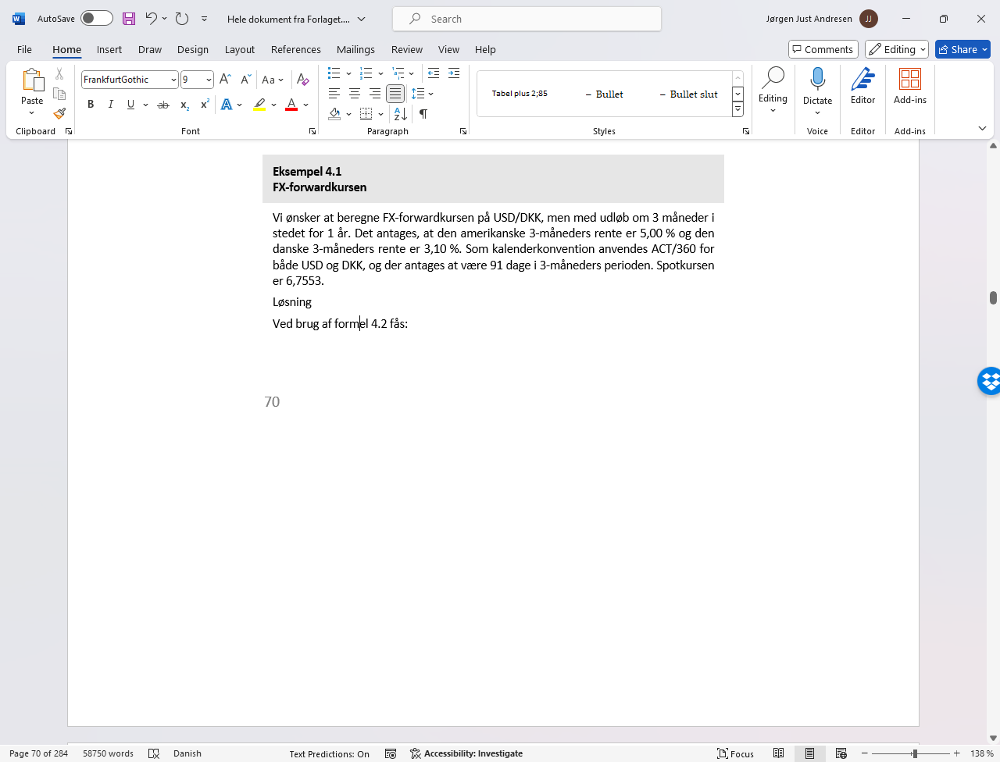 AutoSave
Hele dokument fra Forlaget....
Search
Jørgen Just Andresen
JJ
File Home Insert Draw Design Layout References Mailings Review View Help
Comments
Editing
Share
Paste
Clipboard
FrankfurtGothic
9
Font
Paragraph
Tabel plus 2;85
– Bullet
– Bullet slut
Styles
Editing
Dictate
Voice
Editor
Editor
Add-ins
Add-ins
Eksempel 4.1
FX-forwardkursen
Vi ønsker at beregne FX-forwardkursen på USD/DKK, men med udløb om 3 måneder i
stedet for 1 år. Det antages, at den amerikanske 3-måneders rente er 5,00 % og den
danske 3-måneders rente er 3,10 %. Som kalenderkonvention anvendes ACT/360 for
både USD og DKK, og der antages at være 91 dage i 3-måneders perioden. Spotkursen
er 6,7553.
Løsning
Ved brug af formel 4.2 fås:
70
Page 70 of 284
58750 words
Danish
Text Predictions: On
Accessibility: Investigate
Focus
138 %